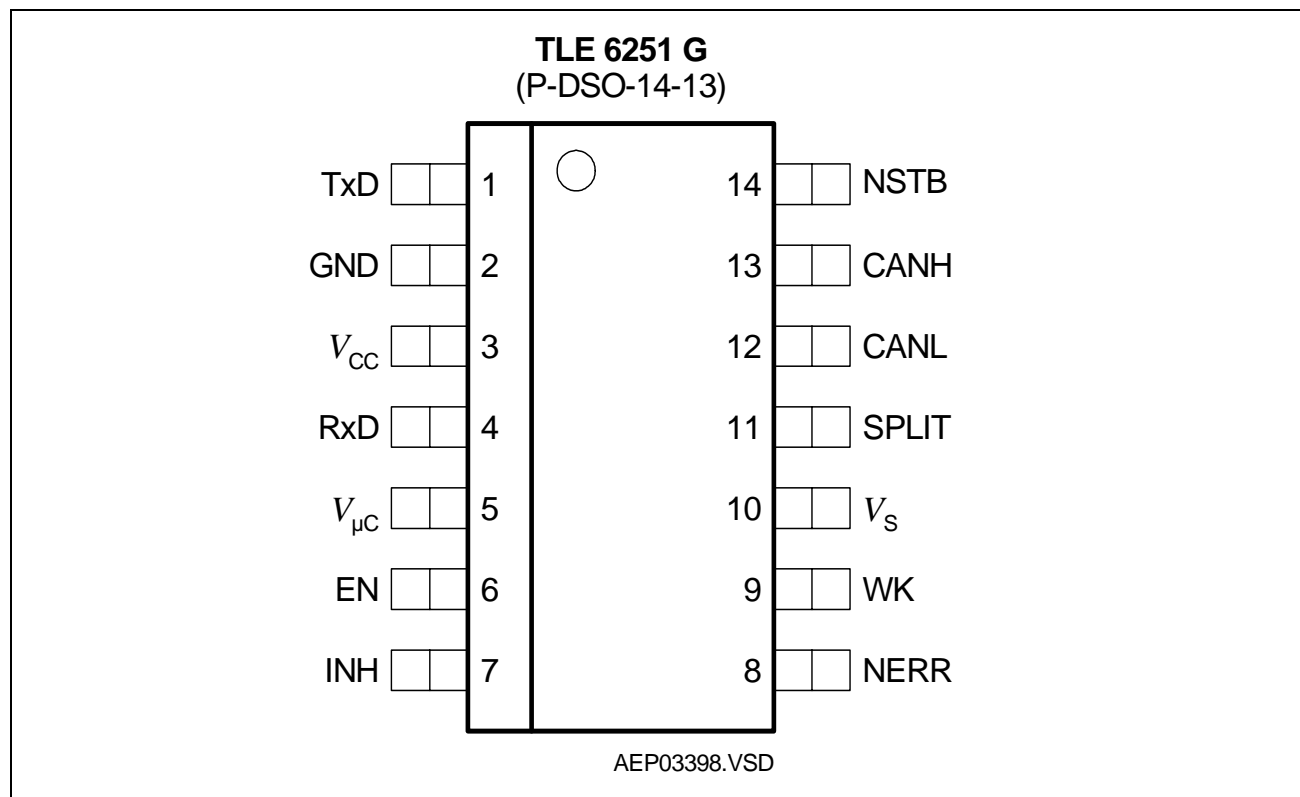 TLE 6251 G
(P-DSO-14-13)
TxD 1 14 NSTB
GND 2 13 CANH
VCC 3 12 CANL
RxD 4 11 SPLIT
VµC 5 10 VS
EN 6 9 WK
INH 7 8 NERR
AEP03398.VSD